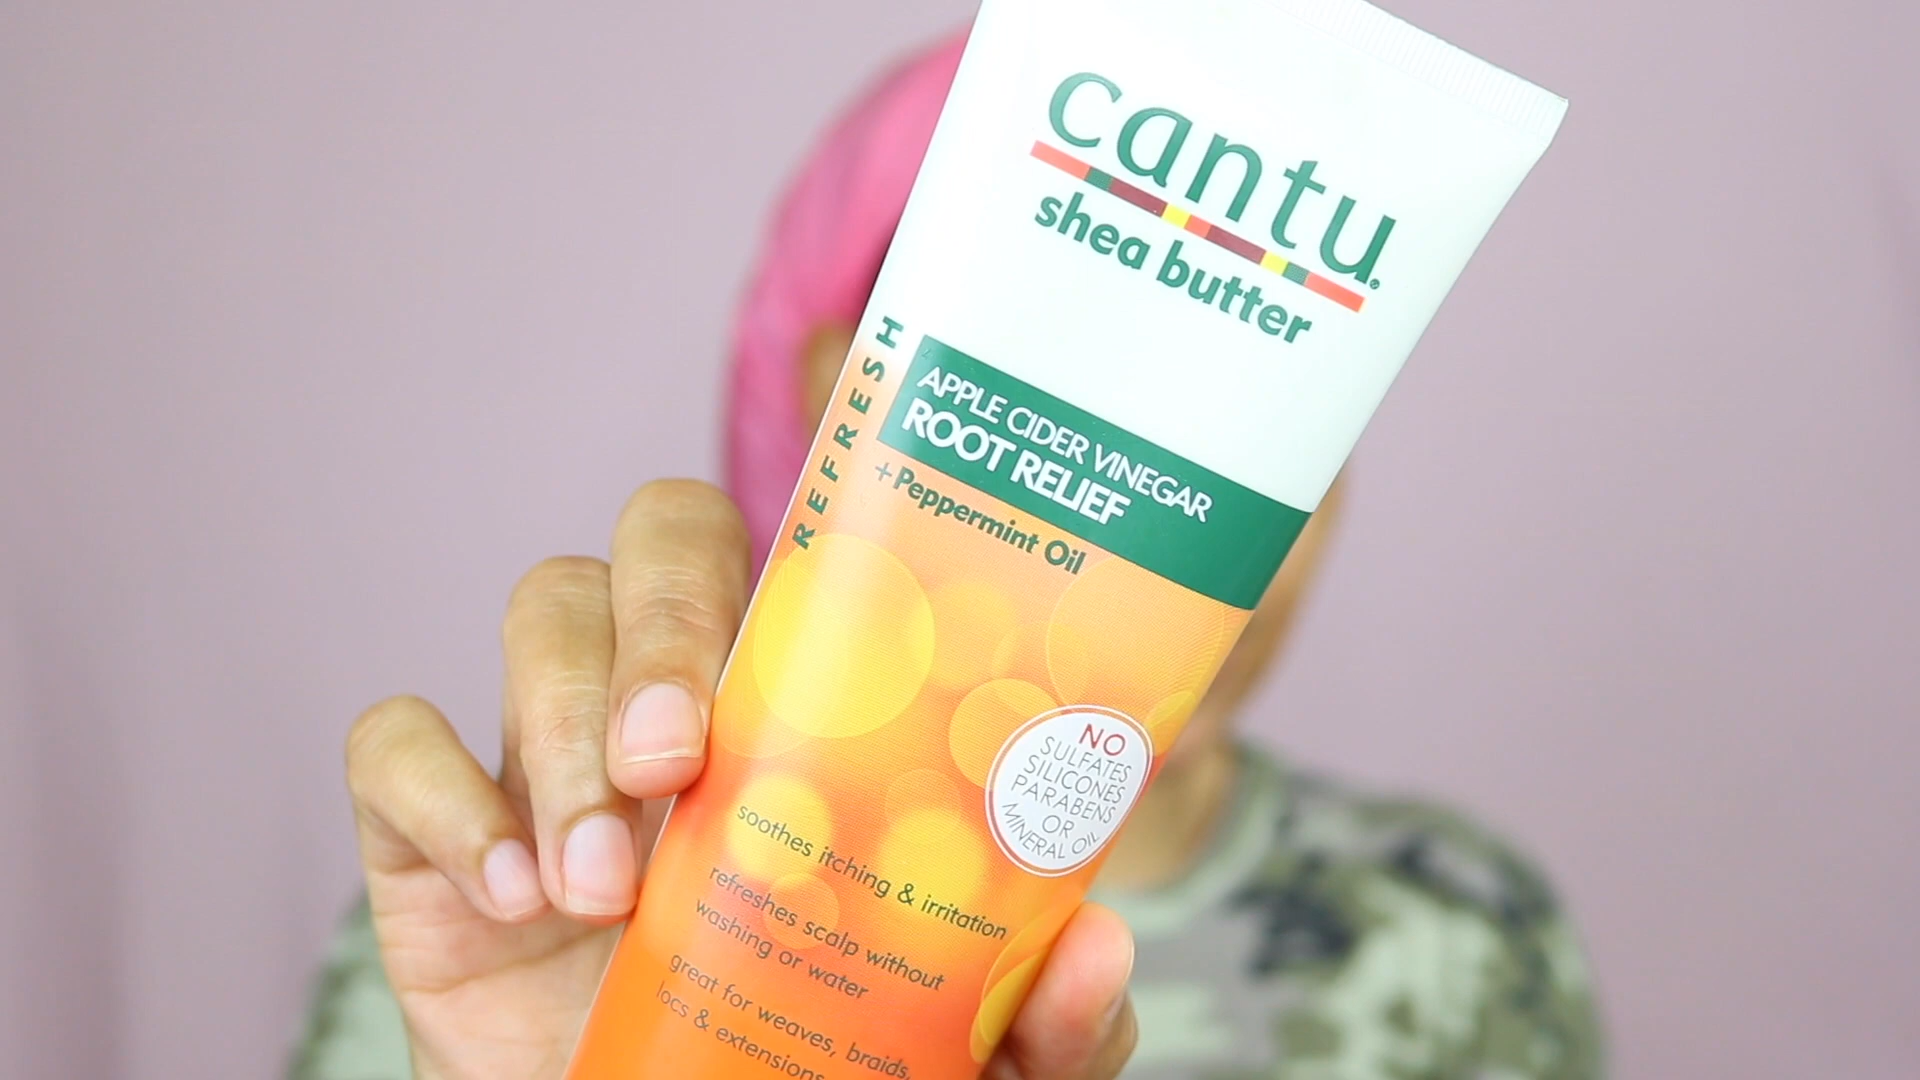 cantu®
shea butter
REFRESH
APPLE CIDER VINEGAR
ROOT RELIEF
+Peppermint Oil
NO
SULFATES
SILICONES
PARABENS
OR
MINERAL OIL
soothes itching & irritation
refreshes scalp without
washing or water
great for weaves, braids,
locs & extensions